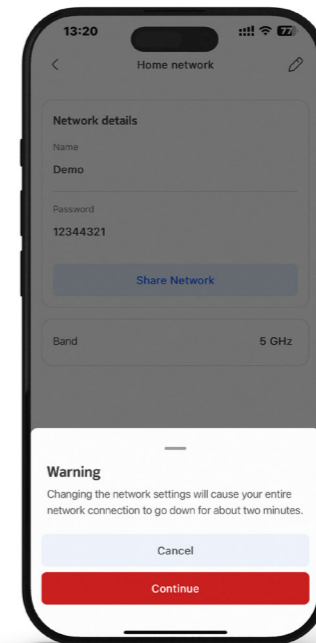 13:20
77
Home network
Network details
Name
Demo
Password
12344321
Share Network
Band 5 GHz
Warning
Changing the network settings will cause your entire
network connection to go down for about two minutes.
Cancel
Continue